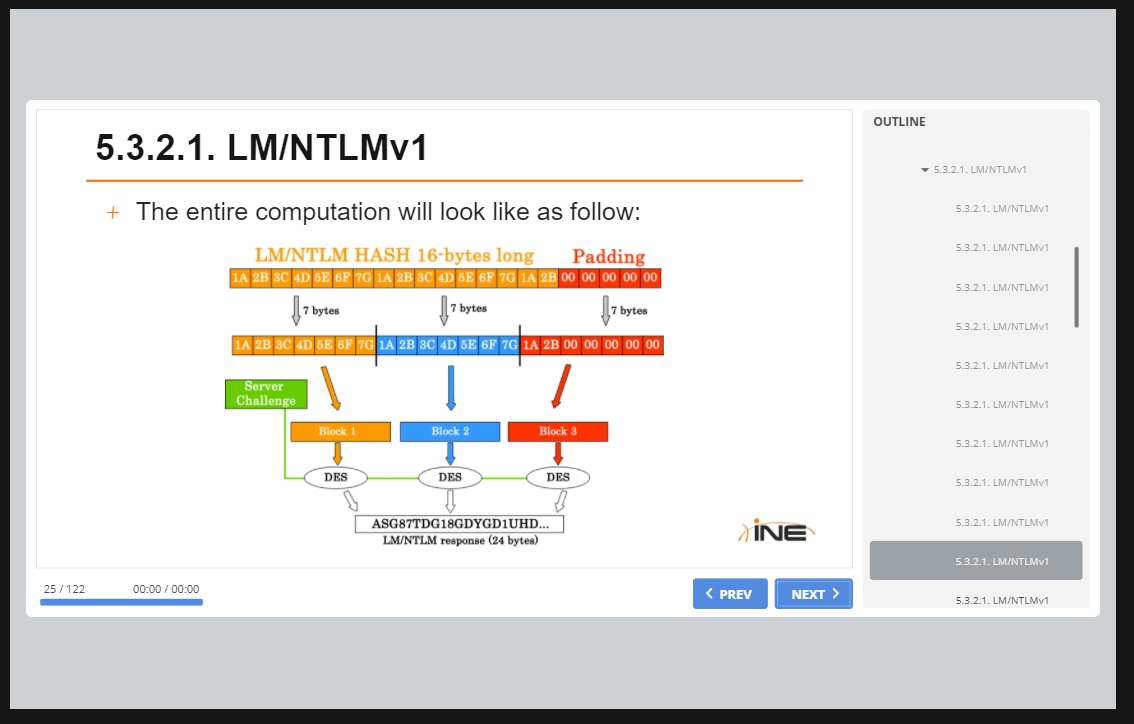 5.3.2.1. LM/NTLMv1
+ The entire computation will look like as follow:
LM/NTLM HASH 16-bytes long Padding
1A 2B 3C 4D 5E 6F 7G 1A 2B 3C 4D 5E 6F 7G 1A 2B 00 00 00 00 00
7 bytes 7 bytes 7 bytes
1A 2B 3C 4D 5E 6F 7G 1A 2B 3C 4D 5E 6F 7G 1A 2B 00 00 00 00 00
Server
Challenge
Block 1 Block 2 Block 3
DES DES DES
ASG87TDG18GDYGD1UHD...
LM/NTLM response (24 bytes)
INE
25 / 122 00:00 / 00:00
PREV NEXT
OUTLINE
5.3.2.1. LM/NTLMv1
5.3.2.1. LM/NTLMv1
5.3.2.1. LM/NTLMv1
5.3.2.1. LM/NTLMv1
5.3.2.1. LM/NTLMv1
5.3.2.1. LM/NTLMv1
5.3.2.1. LM/NTLMv1
5.3.2.1. LM/NTLMv1
5.3.2.1. LM/NTLMv1
5.3.2.1. LM/NTLMv1
5.3.2.1. LM/NTLMv1
5.3.2.1. LM/NTLMv1